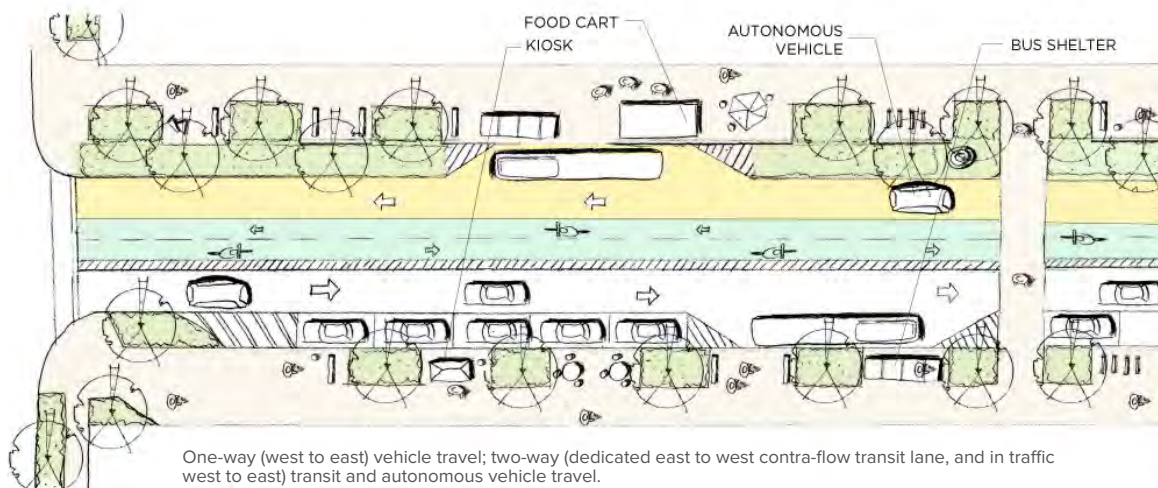 FOOD CART
KIOSK
AUTONOMOUS
VEHICLE
BUS SHELTER
One-way (west to east) vehicle travel; two-way (dedicated east to west contra-flow transit lane, and in traffic
west to east) transit and autonomous vehicle travel.